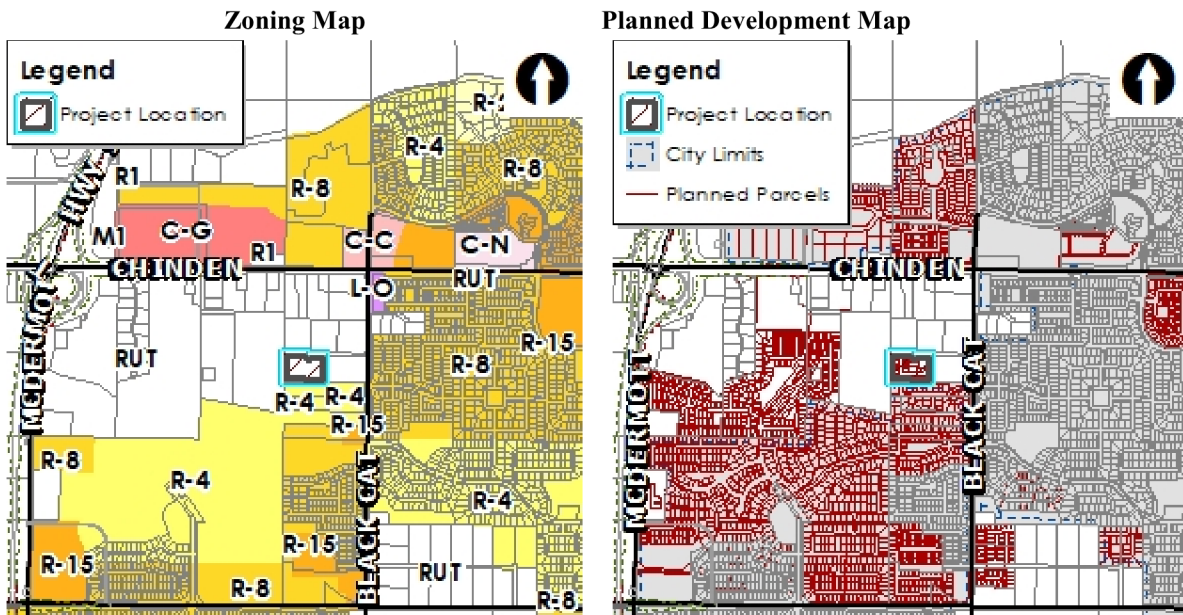 Zoning Map
Planned Development Map
Legend
Project Location
R-4
R-8
R1
R-8
HWY
M1
C-G
R1
C-C
C-N
CHINDEN
RUT
L-O
MCDERMOTT
RUT
R-8
R-15
R-4
R-4
R-15
R-8
R-4
BLACK CAT
R-4
R-15
R-15
R-8
RUT
R-8
Legend
Project Location
City Limits
Planned Parcels
CHINDEN
MCDERMOTT
BLACK CAT